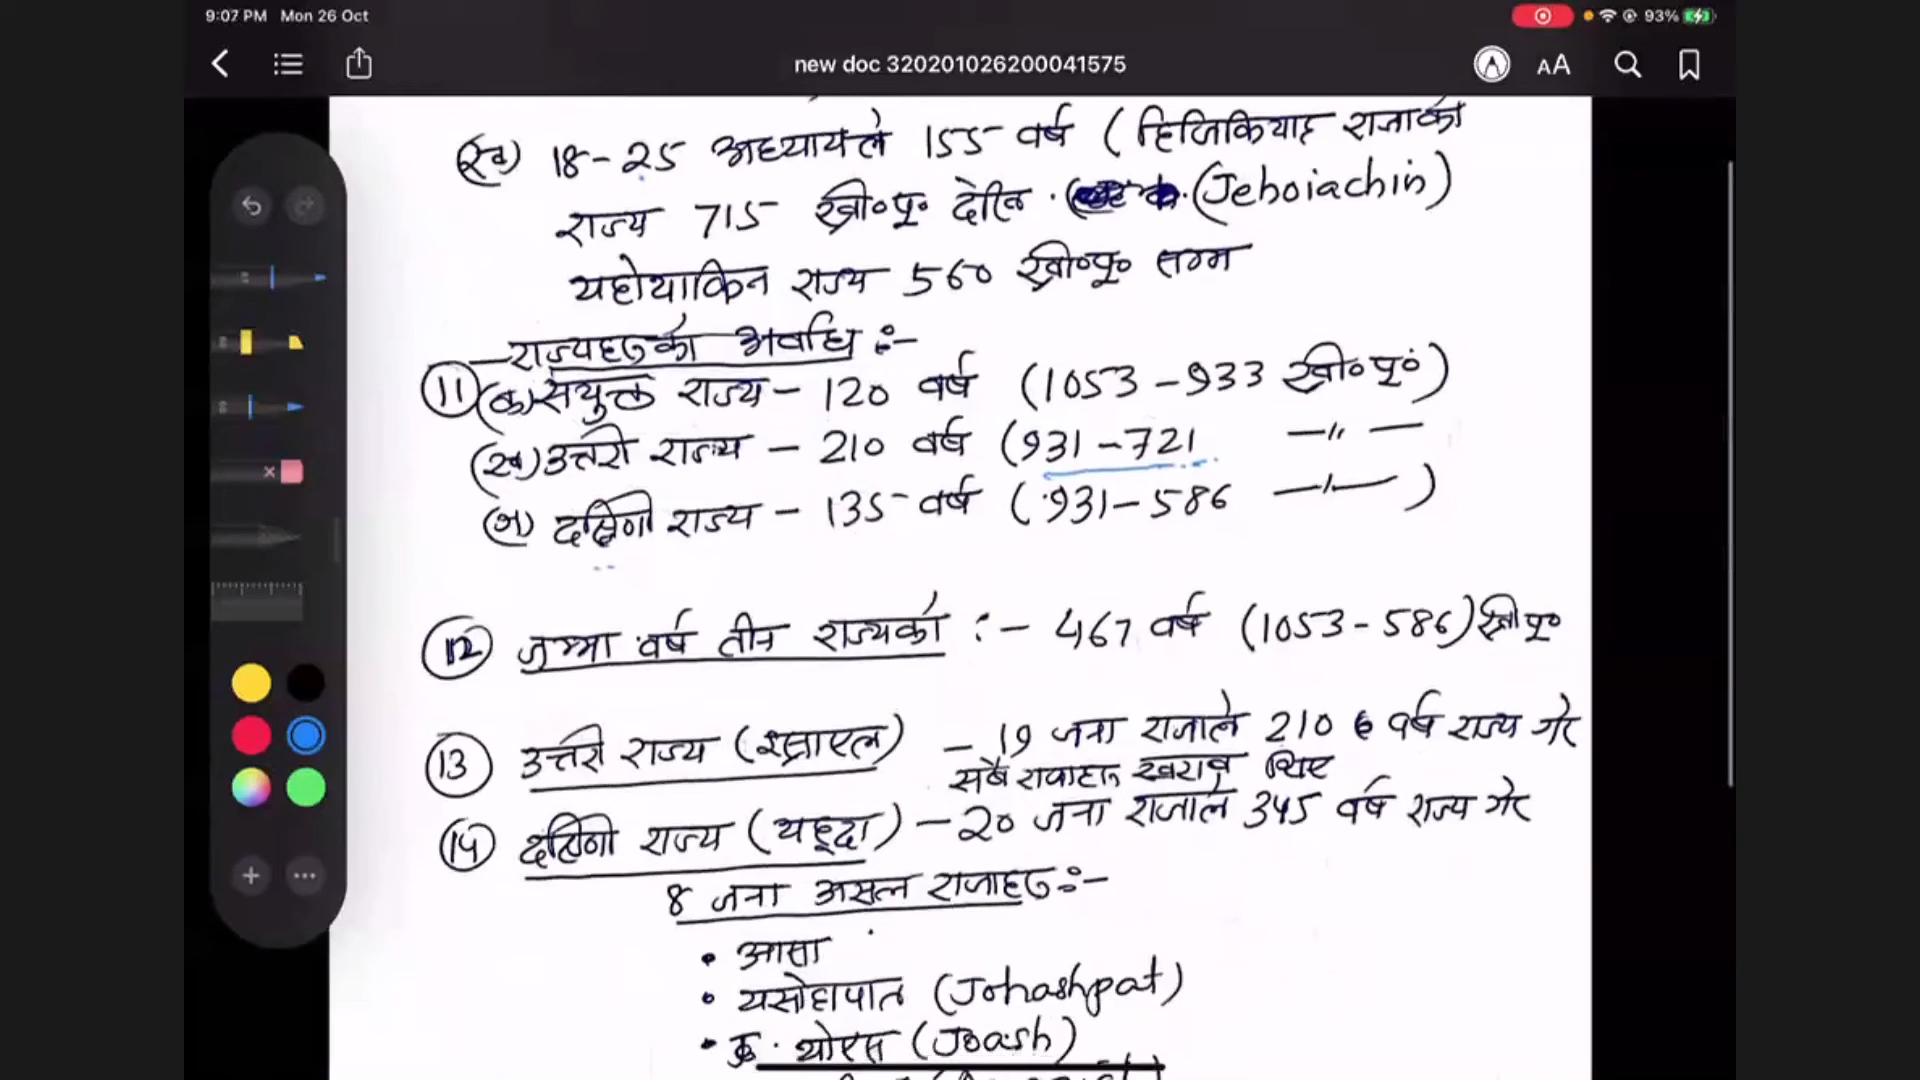 9:07 PM Mon 26 Oct
93%
new doc 320201026200041575
AA
(ख) 18-25 अध्यायले 155 वर्ष (हिजकियाह राजाको
राज्य 715 ख्री०पू० देखि (Jehoiachin)
यहोयाकिन राज्य 560 ख्री०पू० सम्म
राज्यहरुको अवधि :-
11 (क) संयुक्त राज्य - 120 वर्ष (1053 - 933 ख्री०पू०)
(ख) उत्तरी राज्य - 210 वर्ष (931 - 721 —"—
(ग) दक्षिणी राज्य - 135 वर्ष (931 - 586 —"—)
12 जम्मा वर्ष तीन राज्यको :- 467 वर्ष (1053 - 586) ख्री पू०
13 उत्तरी राज्य (इस्राएल) - 19 जना राजाले 210 वर्ष राज्य गरे
सबै खराब थिए
14 दक्षिणी राज्य (यहूदा) - 20 जना राजाले 345 वर्ष राज्य गरे
8 जना असल राजाहरु :-
• आसा
• यसोहापात (Johashpat)
• योएस (Joash)